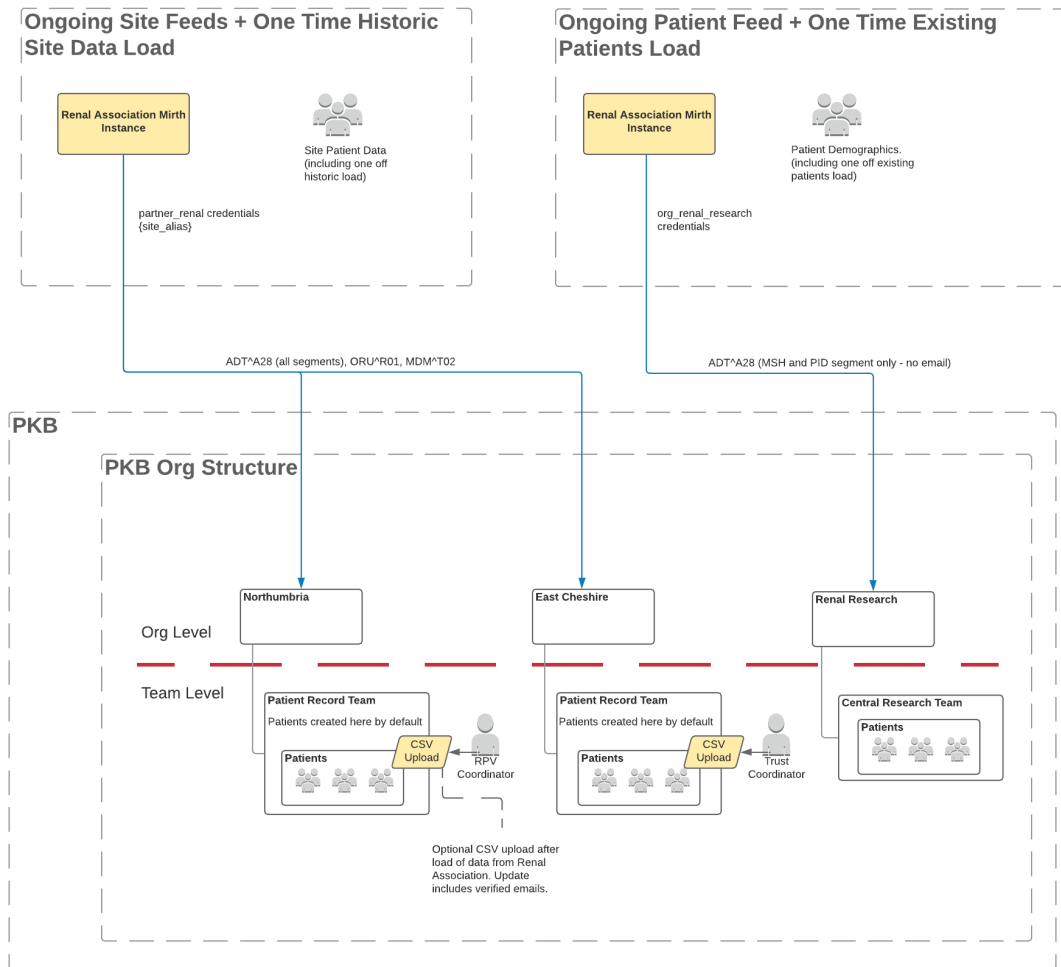 Ongoing Site Feeds + One Time Historic
Site Data Load
Renal Association Mirth
Instance
Site Patient Data
(including one off
historic load)
partner_renal credentials
{site_alias}
Ongoing Patient Feed + One Time Existing
Patients Load
Renal Association Mirth
Instance
Patient Demographics.
(including one off existing
patients load)
org_renal_research
credentials
ADT^A28 (all segments), ORU^R01, MDM^T02
ADT^A28 (MSH and PID segment only - no email)
PKB
PKB Org Structure
Northumbria
East Cheshire
Renal Research
Org Level
Team Level
Patient Record Team
Patients created here by default
CSV
Upload
Patients
RPV
Coordinator
Patient Record Team
Patients created here by default
CSV
Upload
Patients
Trust
Coordinator
Central Research Team
Patients
Optional CSV upload after
load of data from Renal
Association. Update
includes verified emails.